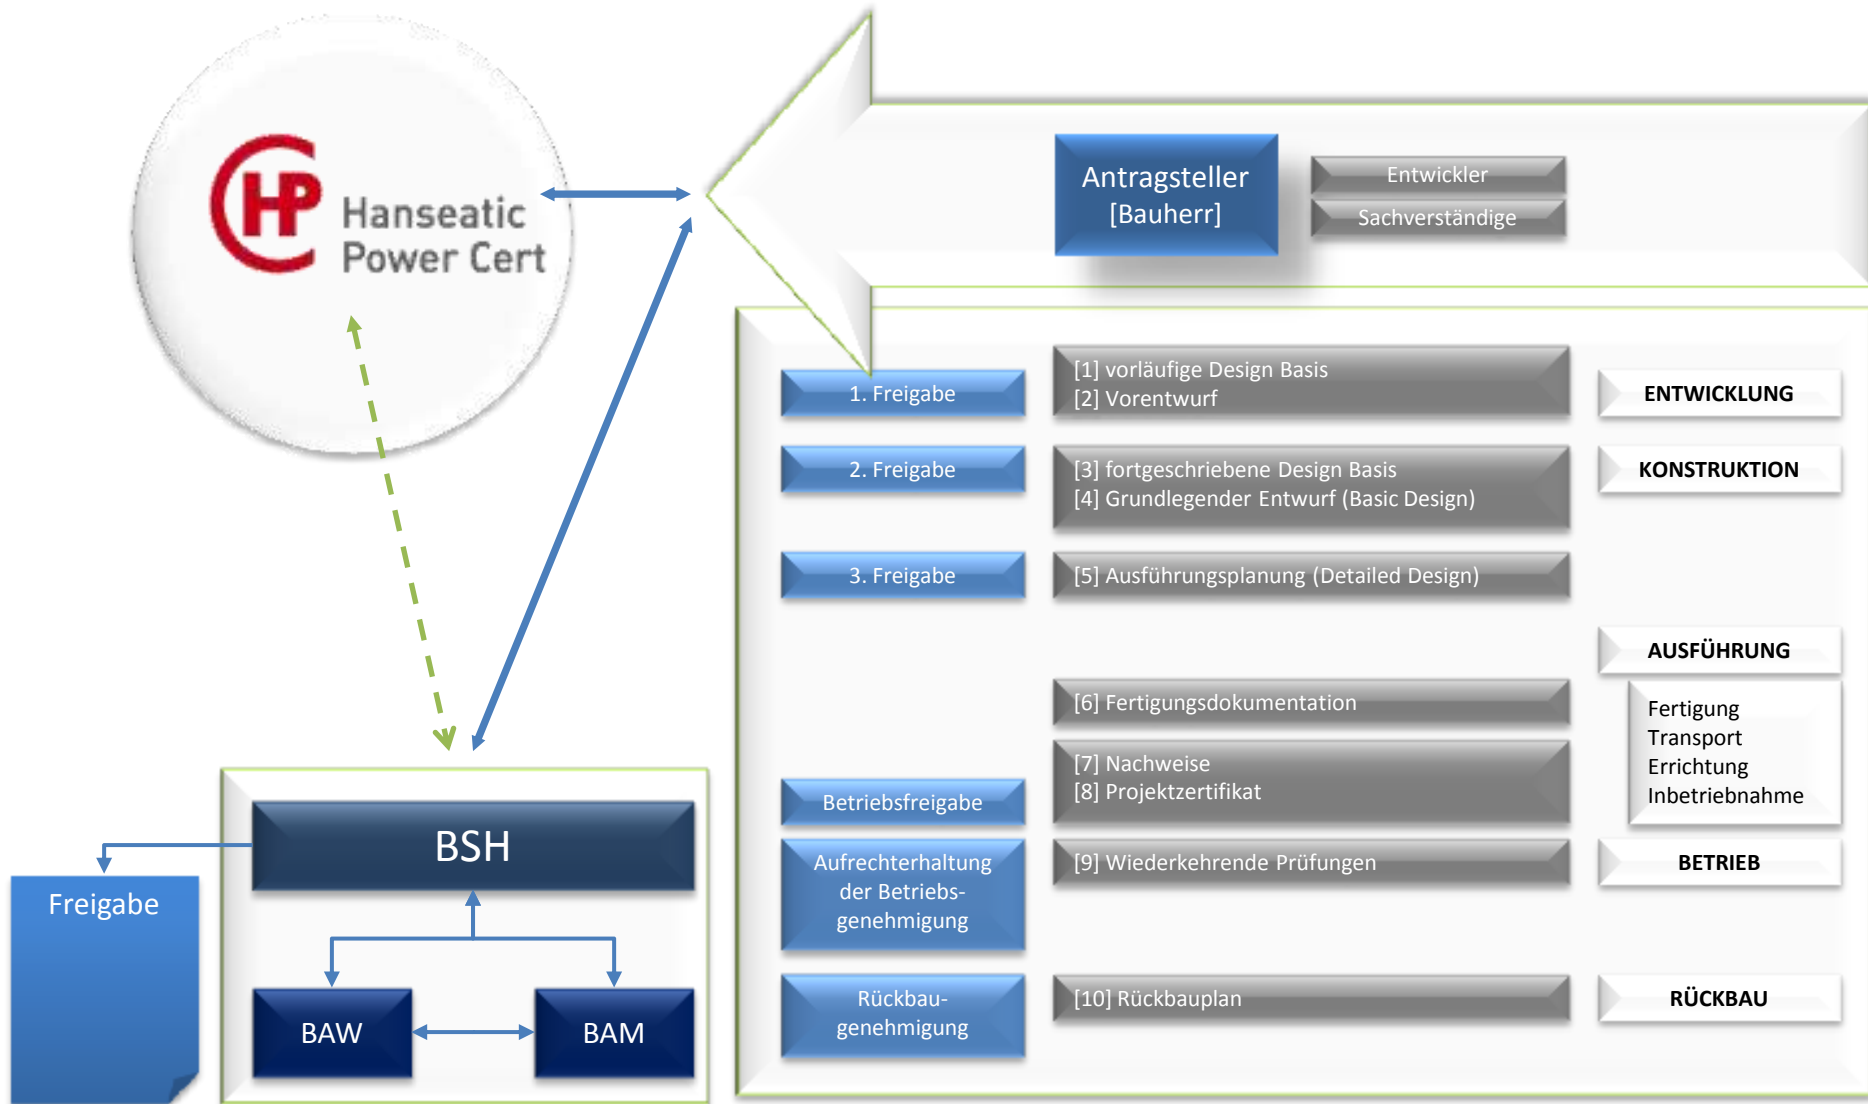 HP
Hanseatic
Power Cert
Antragsteller
[Bauherr]
Entwickler
Sachverständige
1. Freigabe
[1] vorläufige Design Basis
[2] Vorentwurf
ENTWICKLUNG
2. Freigabe
[3] fortgeschriebene Design Basis
[4] Grundlegender Entwurf (Basic Design)
KONSTRUKTION
3. Freigabe
[5] Ausführungsplanung (Detailed Design)
AUSFÜHRUNG
[6] Fertigungsdokumentation
Fertigung
Transport
Errichtung
Inbetriebnahme
[7] Nachweise
[8] Projektzertifikat
Betriebsfreigabe
Aufrechterhaltung
der Betriebs-
genehmigung
[9] Wiederkehrende Prüfungen
BETRIEB
Rückbau-
genehmigung
[10] Rückbauplan
RÜCKBAU
BSH
Freigabe
BAW
BAM